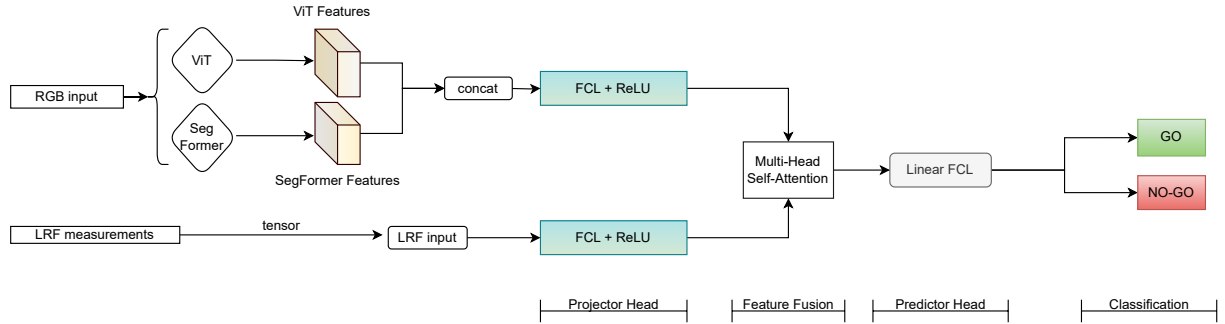 ViT Features
ViT
RGB input
concat
FCL + ReLU
Seg
Former
SegFormer Features
GO
Multi-Head
Self-Attention
Linear FCL
NO-GO
LRF measurements
tensor
LRF input
FCL + ReLU
Projector Head
Feature Fusion
Predictor Head
Classification